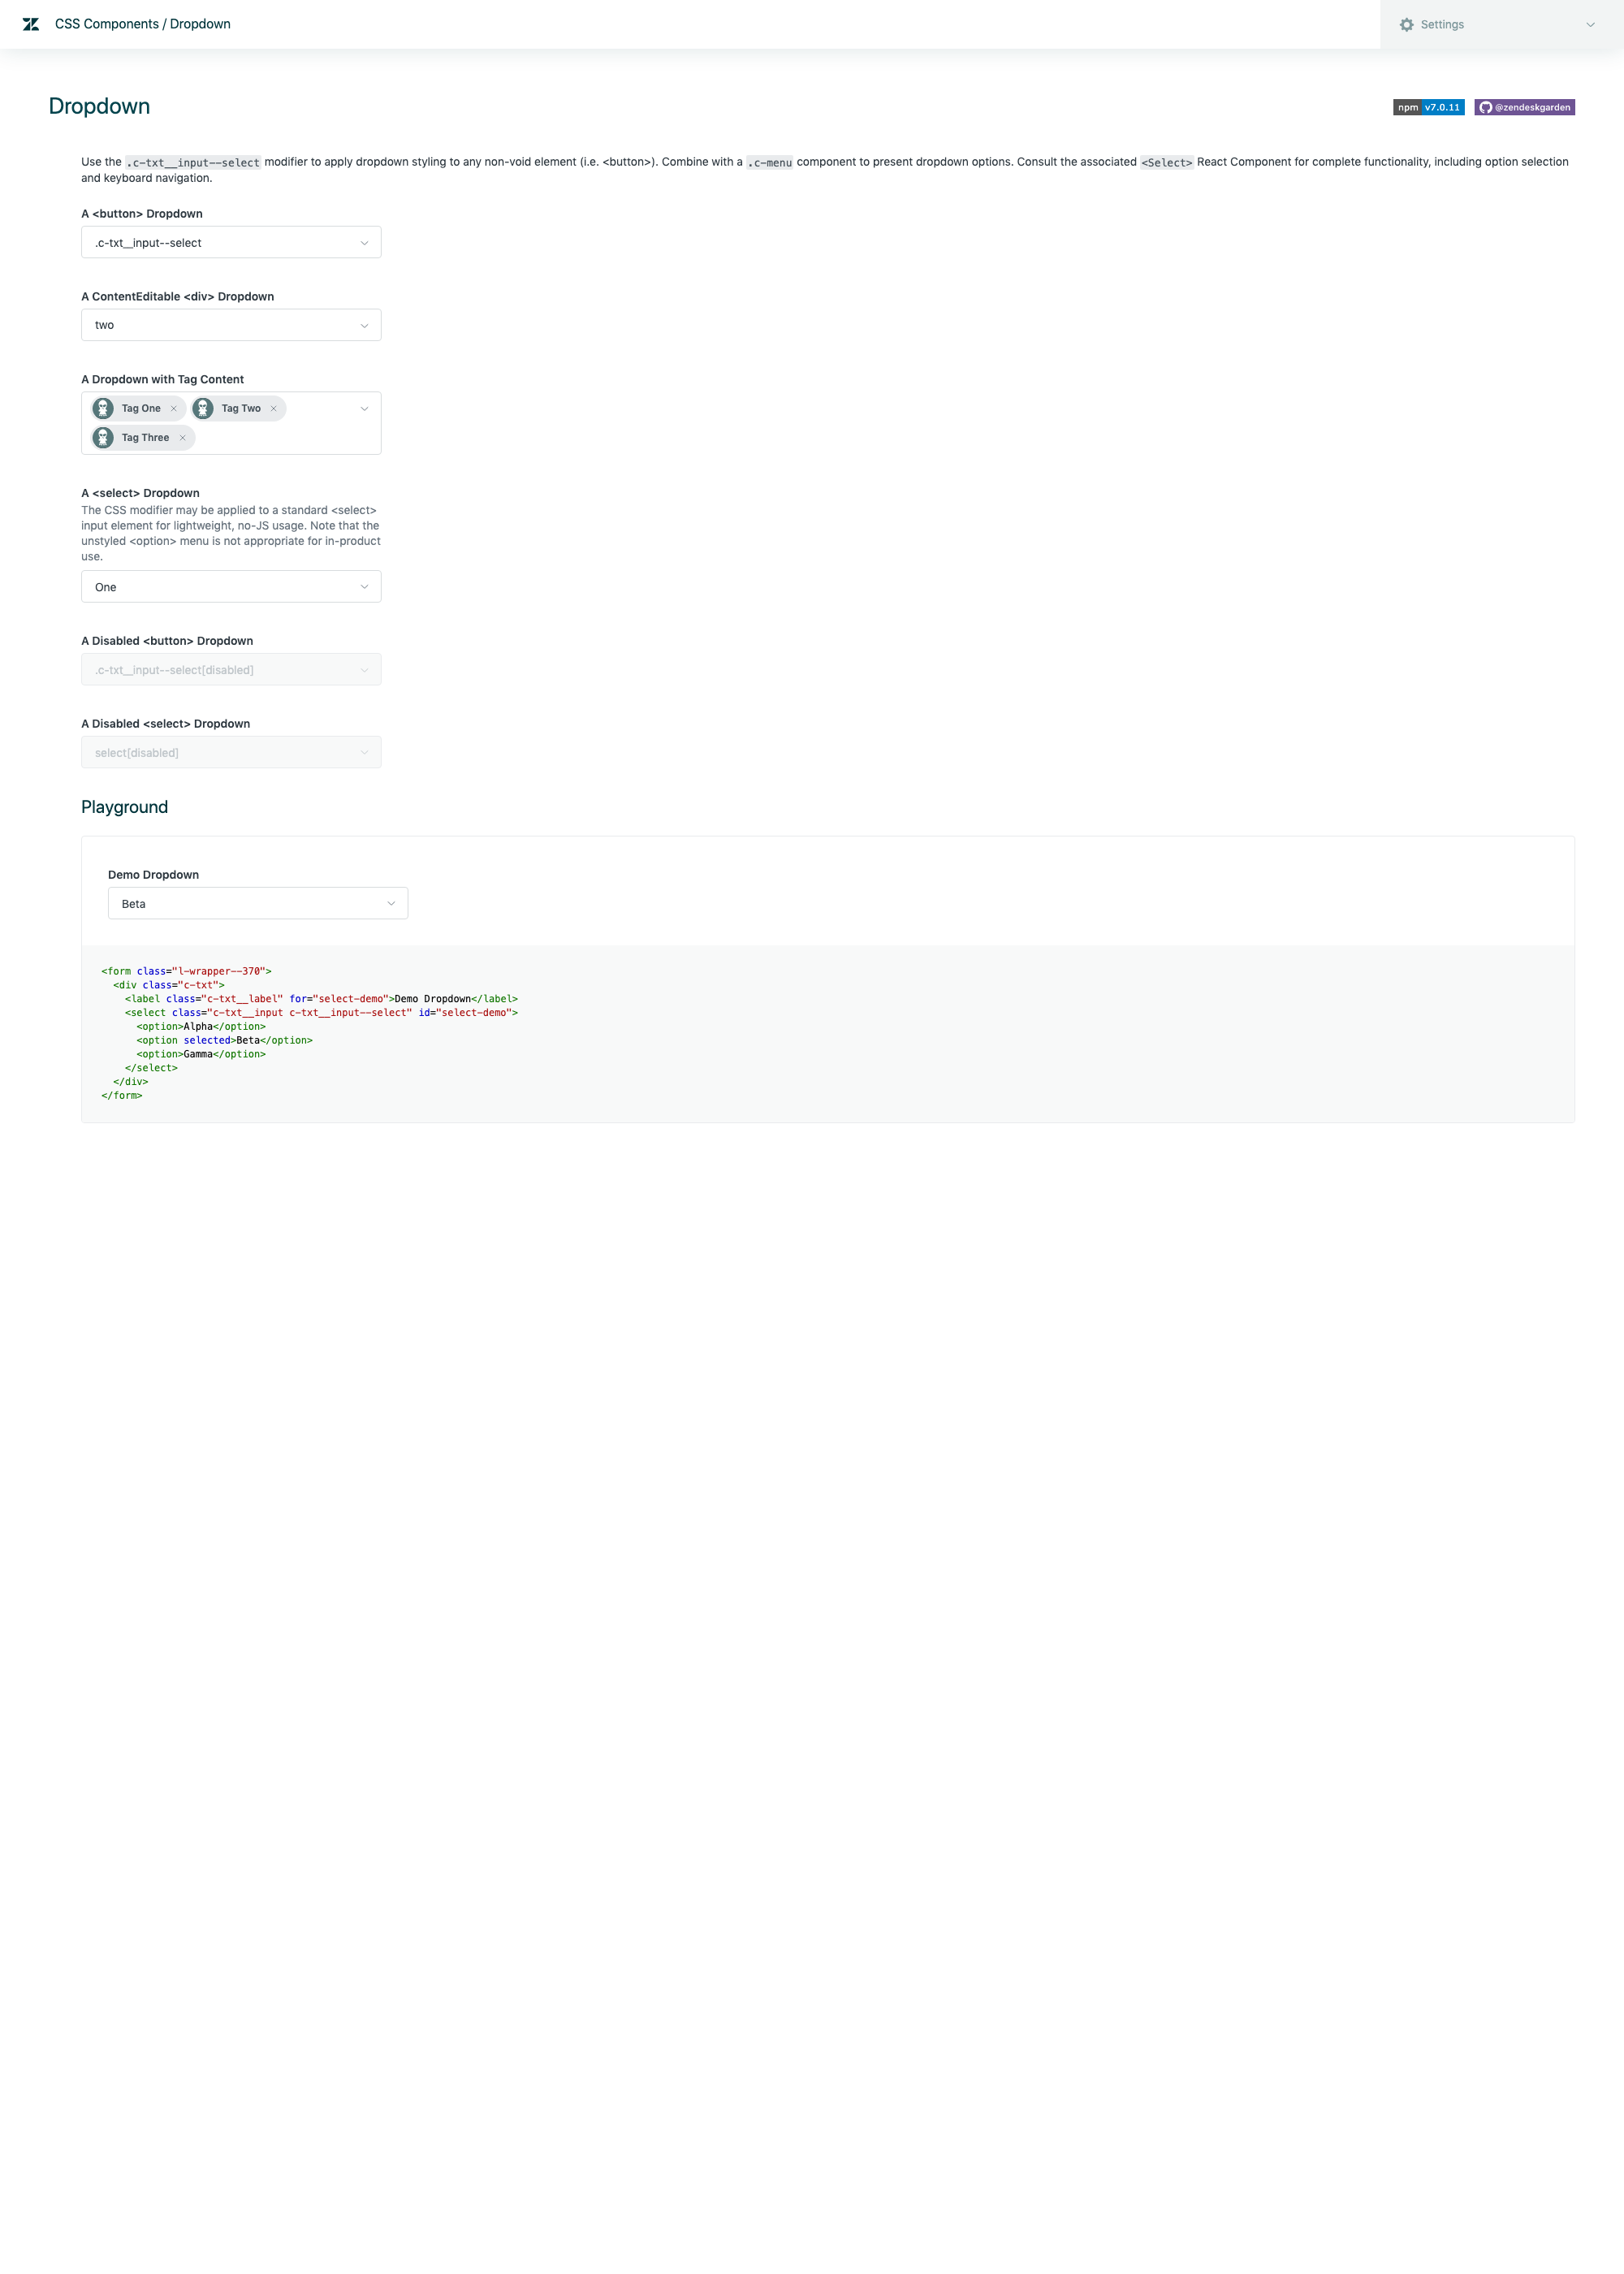 CSS Components / Dropdown
Settings
Dropdown
npm v7.0.11 @zendeskgarden
Use the .c-txt__input--select modifier to apply dropdown styling to any non-void element (i.e. <button>). Combine with a .c-menu component to present dropdown options. Consult the associated <Select> React Component for complete functionality, including option selection
and keyboard navigation.
A <button> Dropdown
.c-txt__input--select
A ContentEditable <div> Dropdown
two
A Dropdown with Tag Content
Tag One × Tag Two ×
Tag Three ×
A <select> Dropdown
The CSS modifier may be applied to a standard <select>
input element for lightweight, no-JS usage. Note that the
unstyled <option> menu is not appropriate for in-product
use.
One
A Disabled <button> Dropdown
.c-txt__input--select[disabled]
A Disabled <select> Dropdown
select[disabled]
Playground
Demo Dropdown
Beta
<form class="l-wrapper--370">
  <div class="c-txt">
    <label class="c-txt__label" for="select-demo">Demo Dropdown</label>
    <select class="c-txt__input c-txt__input--select" id="select-demo">
      <option>Alpha</option>
      <option selected>Beta</option>
      <option>Gamma</option>
    </select>
  </div>
</form>